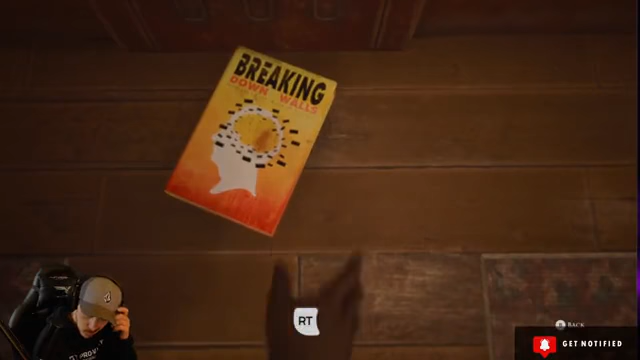 BREAKING
DOWN WALLS
RT
BACK
GET NOTIFIED